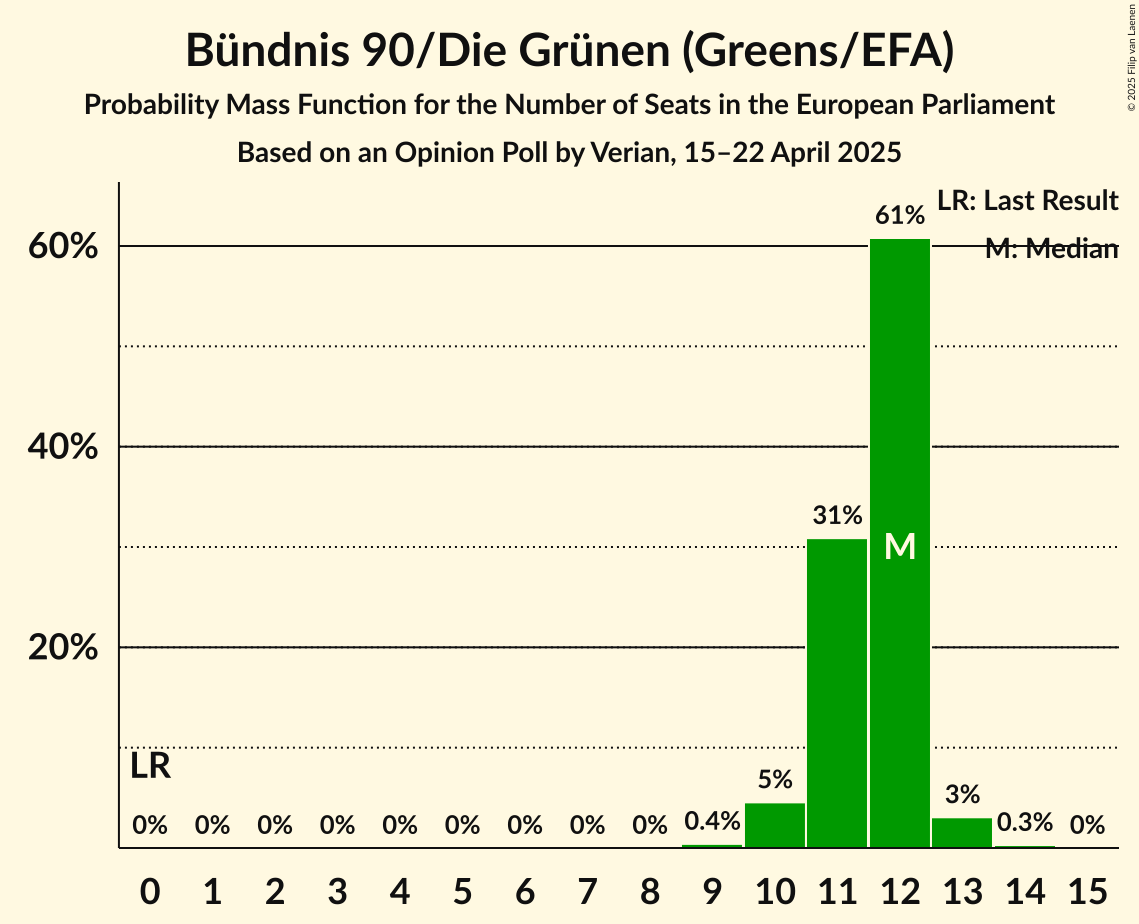 Bündnis 90/Die Grünen (Greens/EFA)
Probability Mass Function for the Number of Seats in the European Parliament
Based on an Opinion Poll by Verian, 15–22 April 2025
© 2025 Filip van Laenen
LR: Last Result
M: Median
60%
40%
20%
61%
31%
M
LR
0% 0% 0% 0% 0% 0% 0% 0% 0% 0.4% 5% 3% 0.3% 0%
0 1 2 3 4 5 6 7 8 9 10 11 12 13 14 15